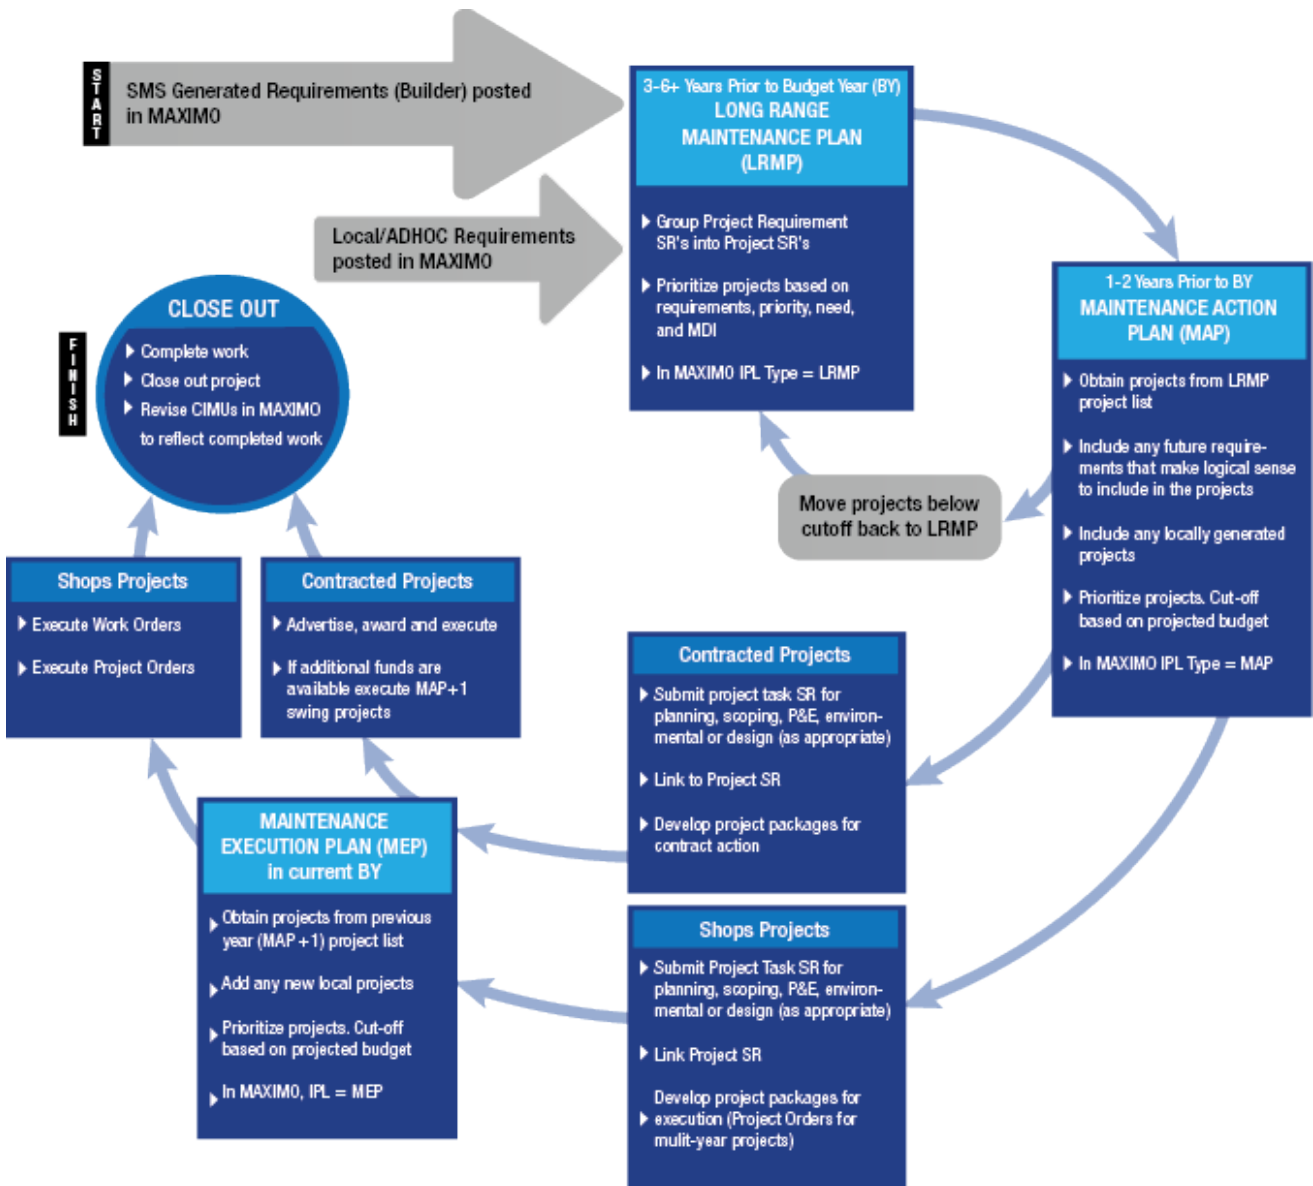 START
SMS Generated Requirements (Builder) posted
in MAXIMO
3-6+ Years Prior to Budget Year (BY)
LONG RANGE
MAINTENANCE PLAN
(LRMP)
Group Project Requirement
SR's into Project SR's
Prioritize projects based on
requirements, priority, need,
and MDI
In MAXIMO IPL Type = LRMP
Local/ADHOC Requirements
posted in MAXIMO
1-2 Years Prior to BY
MAINTENANCE ACTION
PLAN (MAP)
Obtain projects from LRMP
project list
Include any future require-
ments that make logical sense
to include in the projects
Include any locally generated
projects
Prioritize projects. Cut-off
based on projected budget
In MAXIMO IPL Type = MAP
Move projects below
cutoff back to LRMP
FINISH
CLOSE OUT
Complete work
Close out project
Revise CIMUs in MAXIMO
to reflect completed work
Shops Projects
Execute Work Orders
Execute Project Orders
Contracted Projects
Advertise, award and execute
If additional funds are
available execute MAP+1
swing projects
Contracted Projects
Submit project task SR for
planning, scoping, P&E, environ-
mental or design (as appropriate)
Link to Project SR
Develop project packages for
contract action
MAINTENANCE
EXECUTION PLAN (MEP)
in current BY
Obtain projects from previous
year (MAP +1) project list
Add any new local projects
Prioritize projects. Cut-off
based on projected budget
In MAXIMO, IPL = MEP
Shops Projects
Submit Project Task SR for
planning, scoping, P&E, environ-
mental or design (as appropriate)
Link Project SR
Develop project packages for
execution (Project Orders for
mulit-year projects)